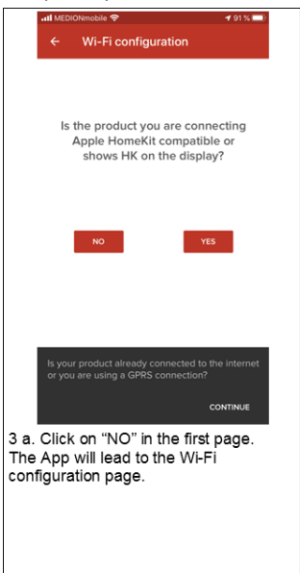 MEDIONmobile 91 %
← Wi-Fi configuration
Is the product you are connecting
Apple HomeKit compatible or
shows HK on the display?
NO YES
Is your product already connected to the internet
or you are using a GPRS connection?
CONTINUE
3 a. Click on “NO” in the first page.
The App will lead to the Wi-Fi
configuration page.